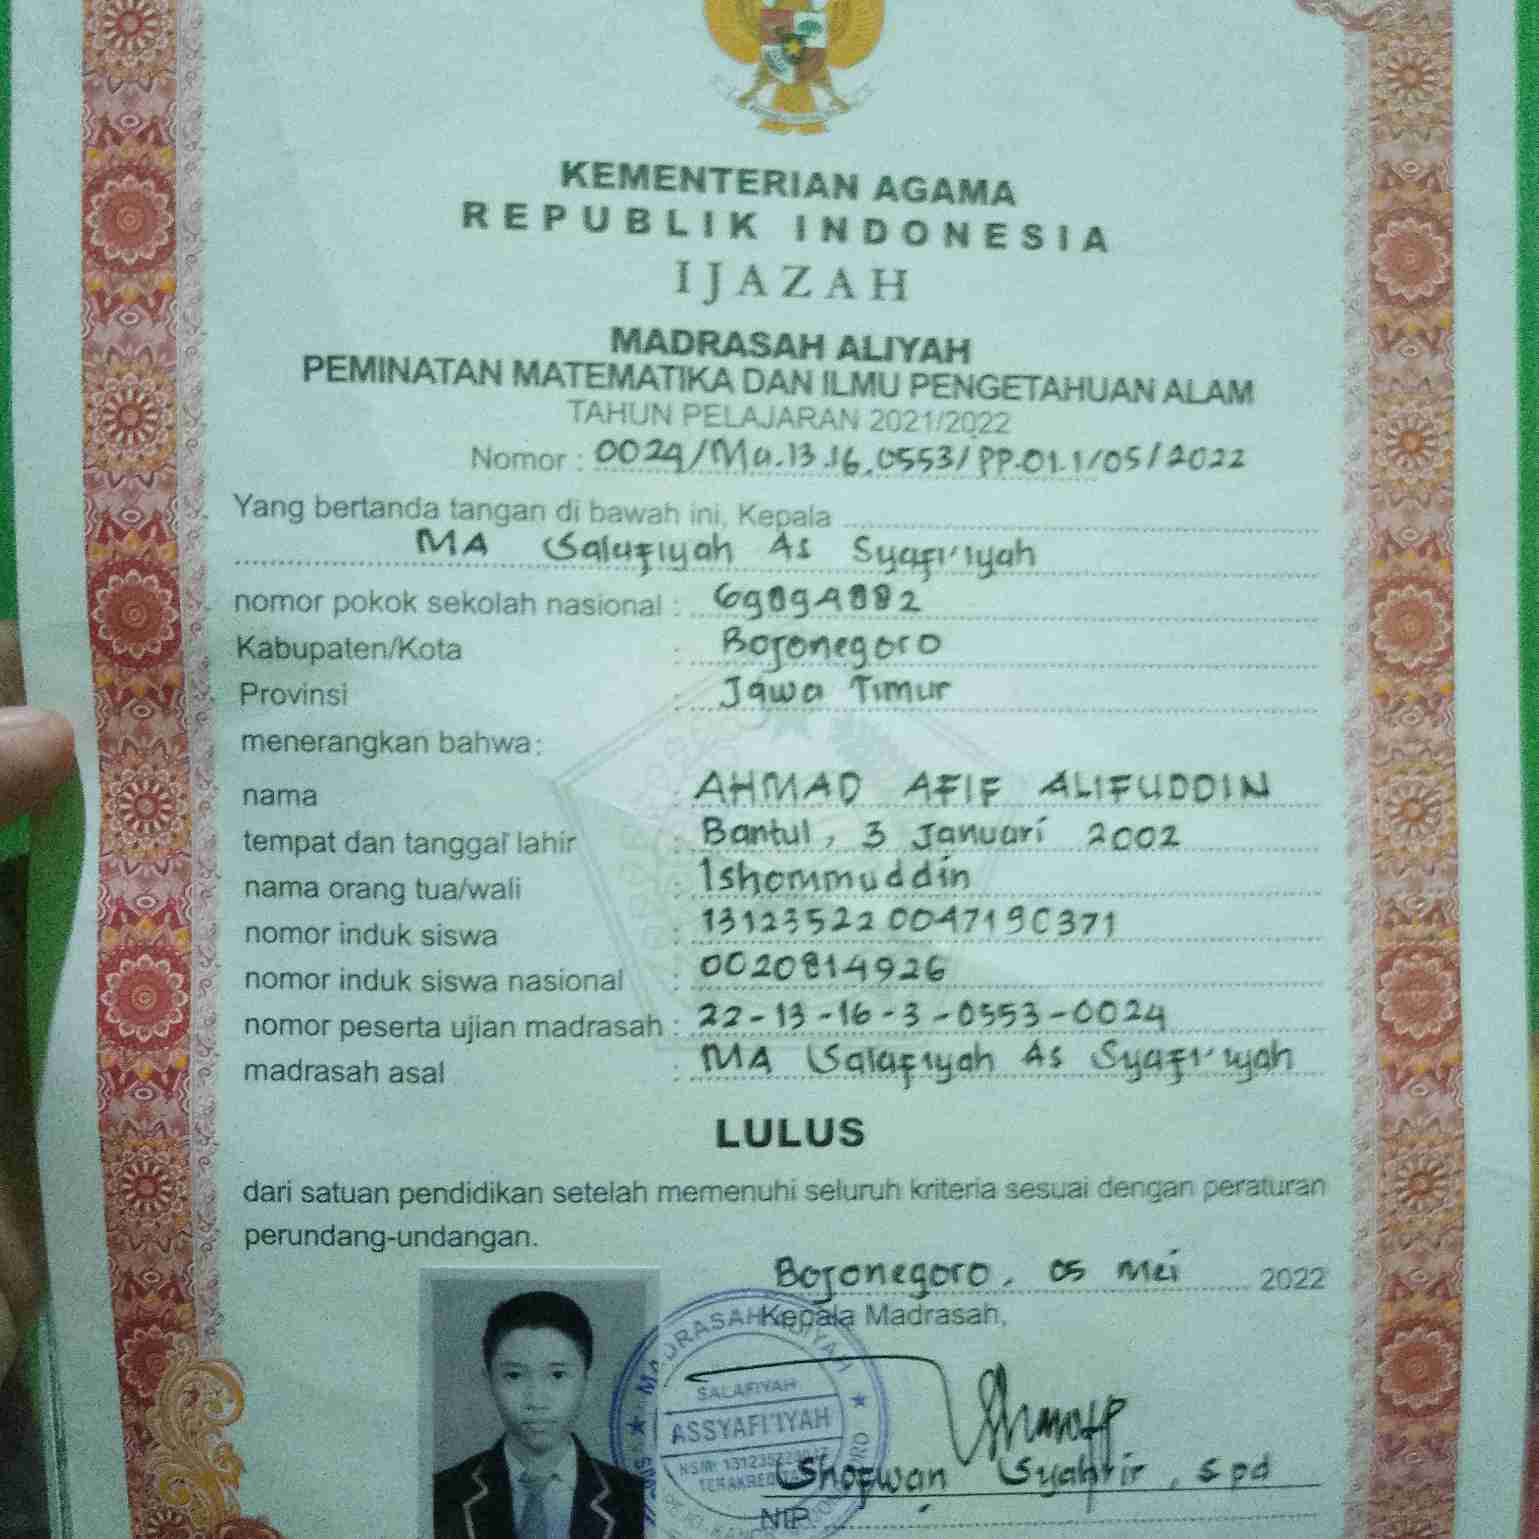 KEMENTERIAN AGAMA
REPUBLIK INDONESIA
IJAZAH
MADRASAH ALIYAH
PEMINATAN MATEMATIKA DAN ILMU PENGETAHUAN ALAM
TAHUN PELAJARAN 2021/2022
Nomor : 0024/Ma.13.16.0553/PP.01.1/05/2022
Yang bertanda tangan di bawah ini, Kepala
MA Salafiyah As Syafi'iyah
nomor pokok sekolah nasional : 69894882
Kabupaten/Kota : Bojonegoro
Provinsi : Jawa Timur
menerangkan bahwa:
nama : AHMAD AFIF ALIFUDDIN
tempat dan tanggal lahir : Bantul, 3 Januari 2002
nama orang tua/wali : Ishommuddin
nomor induk siswa : 131235220047190371
nomor induk siswa nasional : 0020814926
nomor peserta ujian madrasah : 22-13-16-3-0553-0024
madrasah asal : MA Salafiyah As Syafi'iyah
LULUS
dari satuan pendidikan setelah memenuhi seluruh kriteria sesuai dengan peraturan
perundang-undangan.
Bojonegoro, 05 Mei 2022
Kepala Madrasah,
MADRASAH ALIYAH
SALAFIYAH
ASSYAFI'IYAH
Shofwan Syahrir, Spd
NIP